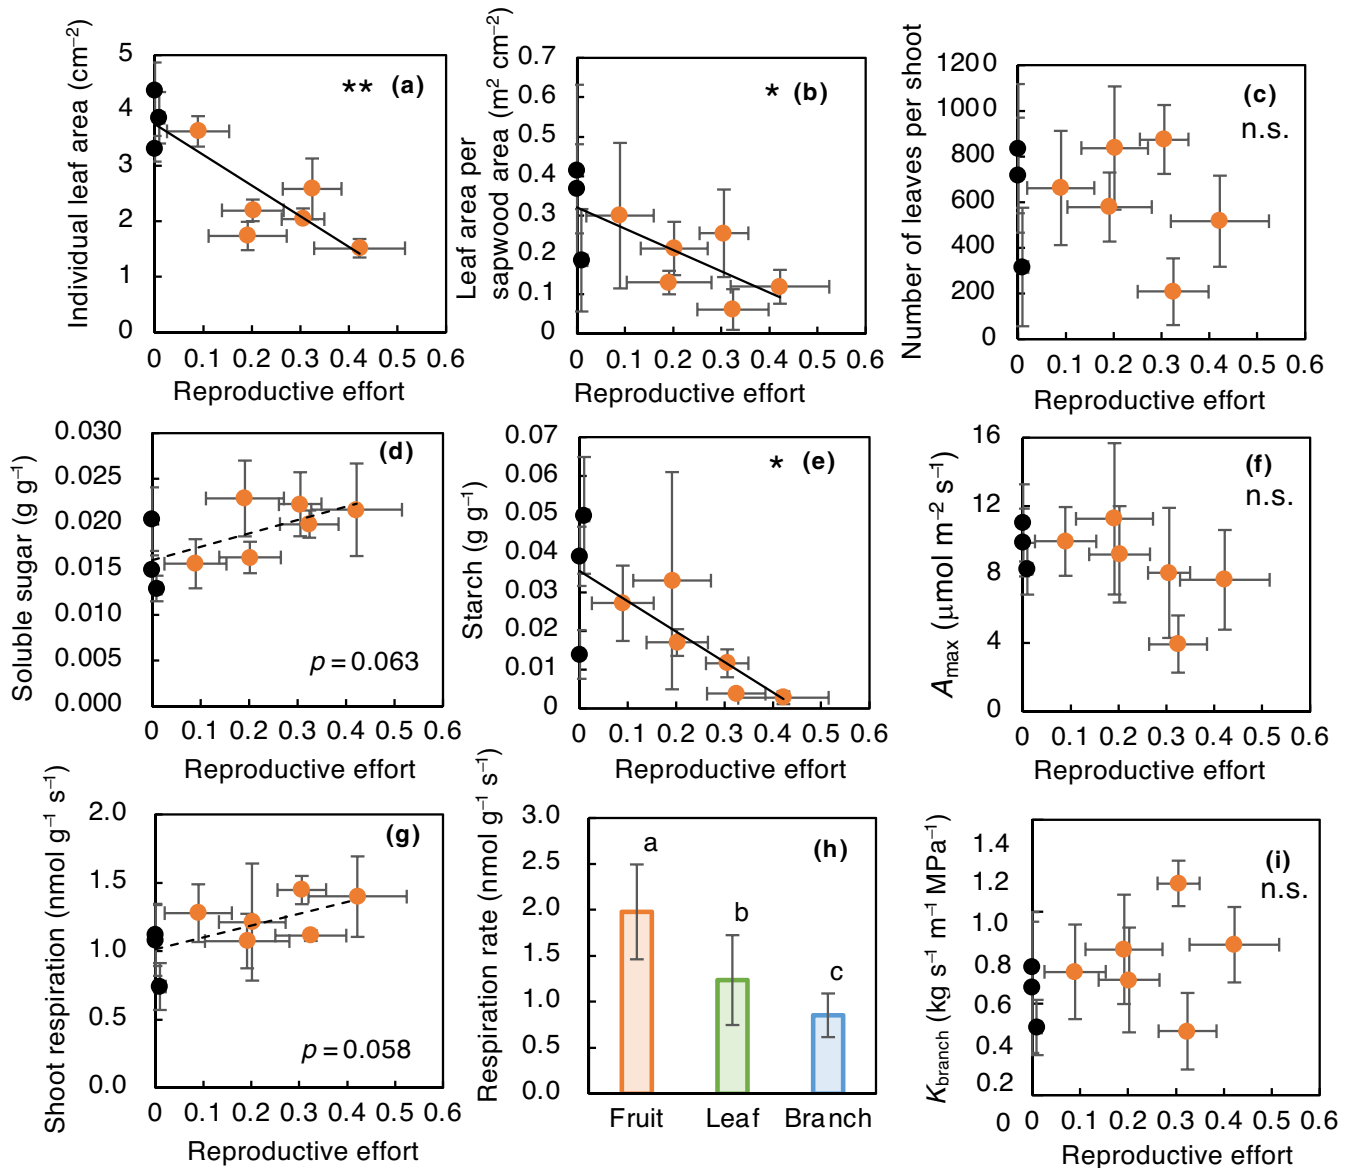 Individual leaf area (cm⁻²)
5
4
3
2
1
0
** (a)
0 0.1 0.2 0.3 0.4 0.5 0.6
Reproductive effort
Leaf area per
sapwood area (m² cm⁻²)
0.7
0.6
0.5
0.4
0.3
0.2
0.1
0
* (b)
0 0.1 0.2 0.3 0.4 0.5 0.6
Reproductive effort
Number of leaves per shoot
1200
1000
800
600
400
200
0
(c)
n.s.
0 0.1 0.2 0.3 0.4 0.5 0.6
Reproductive effort
Soluble sugar (g g⁻¹)
0.030
0.025
0.020
0.015
0.010
0.005
0.000
(d)
p = 0.063
0 0.1 0.2 0.3 0.4 0.5 0.6
Reproductive effort
Starch (g g⁻¹)
0.07
0.06
0.05
0.04
0.03
0.02
0.01
0
* (e)
0 0.1 0.2 0.3 0.4 0.5 0.6
Reproductive effort
Amax (μmol m⁻² s⁻¹)
16
12
8
4
0
(f)
n.s.
0 0.1 0.2 0.3 0.4 0.5 0.6
Reproductive effort
Shoot respiration (nmol g⁻¹ s⁻¹)
2.0
1.5
1.0
0.5
0.0
(g)
p = 0.058
0 0.1 0.2 0.3 0.4 0.5 0.6
Reproductive effort
Respiration rate (nmol g⁻¹ s⁻¹)
3.0
2.5
2.0
1.5
1.0
0.5
0.0
a
b
c
(h)
Fruit Leaf Branch
Kbranch (kg s⁻¹ m⁻¹ MPa⁻¹)
1.4
1.2
1.0
0.8
0.6
0.4
0.2
(i)
n.s.
0 0.1 0.2 0.3 0.4 0.5 0.6
Reproductive effort